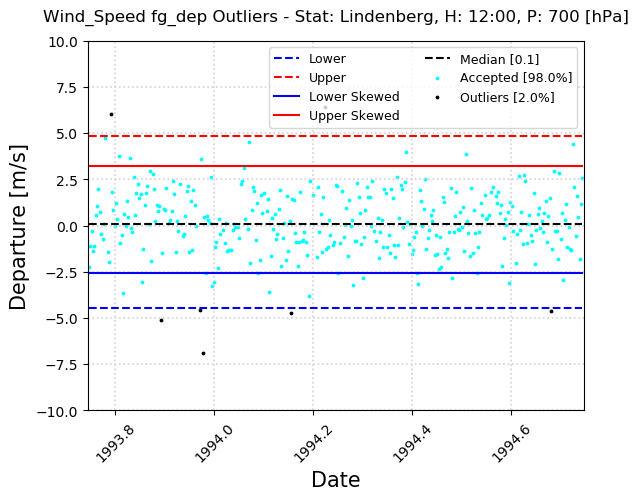 Wind_Speed fg_dep Outliers - Stat: Lindenberg, H: 12:00, P: 700 [hPa]
10.0
7.5
5.0
2.5
0.0
−2.5
−5.0
−7.5
−10.0
Departure [m/s]
Lower
Upper
Lower Skewed
Upper Skewed
Median [0.1]
Accepted [98.0%]
Outliers [2.0%]
1993.8
1994.0
1994.2
1994.4
1994.6
Date